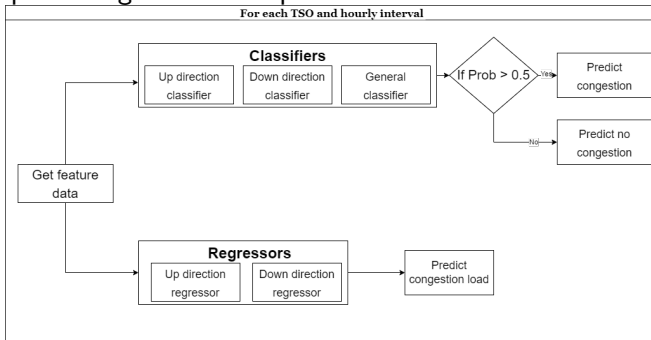 For each TSO and hourly interval
Classifiers
Up direction
classifier
Down direction
classifier
General
classifier
If Prob > 0.5
Yes
Predict
congestion
No
Predict no
congestion
Get feature
data
Regressors
Up direction
regressor
Down direction
regressor
Predict
congestion load